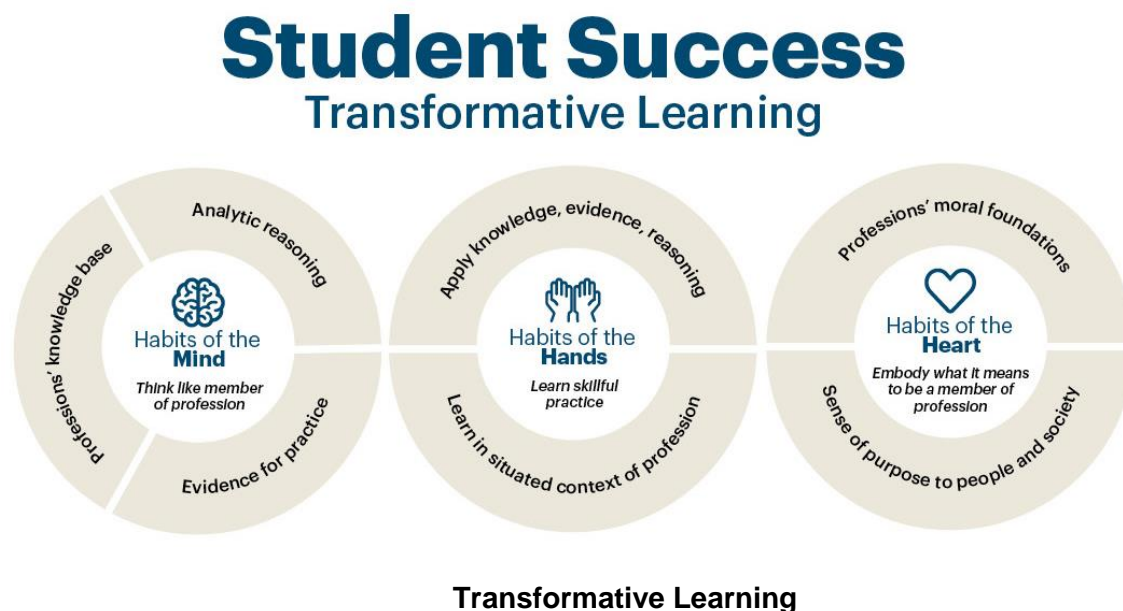 Student Success
Transformative Learning
Professions' knowledge base
Analytic reasoning
Evidence for practice
Habits of the
Mind
Think like member
of profession
Apply knowledge, evidence, reasoning
Habits of the
Hands
Learn skillful
practice
Learn in situated context of profession
Professions' moral foundations
Habits of the
Heart
Embody what it means
to be a member of
profession
Sense of purpose to people and society
Transformative Learning